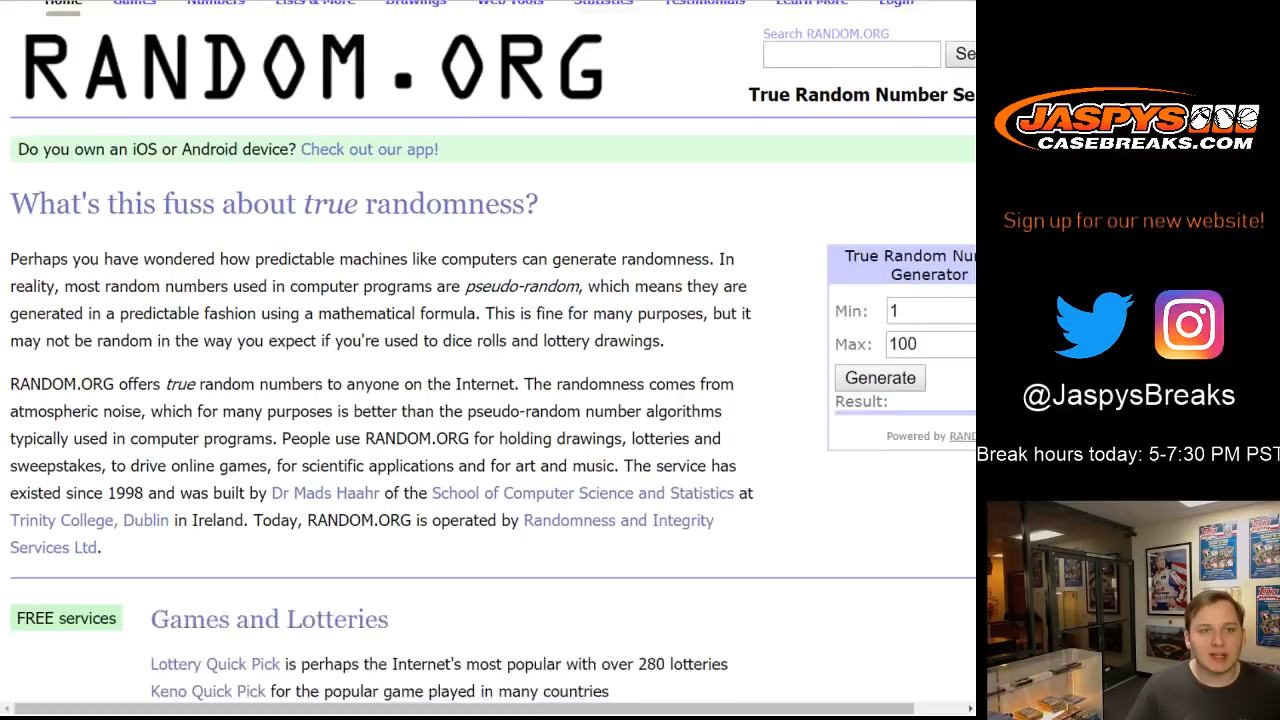 Home Games Numbers Lists & More Drawings Web Tools Statistics Testimonials Learn More Login
RANDOM.ORG
Search RANDOM.ORG
Se
True Random Number Se
Do you own an iOS or Android device? Check out our app!
What's this fuss about true randomness?
Perhaps you have wondered how predictable machines like computers can generate randomness. In
reality, most random numbers used in computer programs are pseudo-random, which means they are
generated in a predictable fashion using a mathematical formula. This is fine for many purposes, but it
may not be random in the way you expect if you're used to dice rolls and lottery drawings.
RANDOM.ORG offers true random numbers to anyone on the Internet. The randomness comes from
atmospheric noise, which for many purposes is better than the pseudo-random number algorithms
typically used in computer programs. People use RANDOM.ORG for holding drawings, lotteries and
sweepstakes, to drive online games, for scientific applications and for art and music. The service has
existed since 1998 and was built by Dr Mads Haahr of the School of Computer Science and Statistics at
Trinity College, Dublin in Ireland. Today, RANDOM.ORG is operated by Randomness and Integrity
Services Ltd.
True Random Nu
Generator
Min: 1
Max: 100
Generate
Result:
Powered by RAND
FREE services
Games and Lotteries
Lottery Quick Pick is perhaps the Internet's most popular with over 280 lotteries
Keno Quick Pick for the popular game played in many countries
JASPYS
CASEBREAKS.COM
Sign up for our new website!
@JaspysBreaks
Break hours today: 5-7:30 PM PST